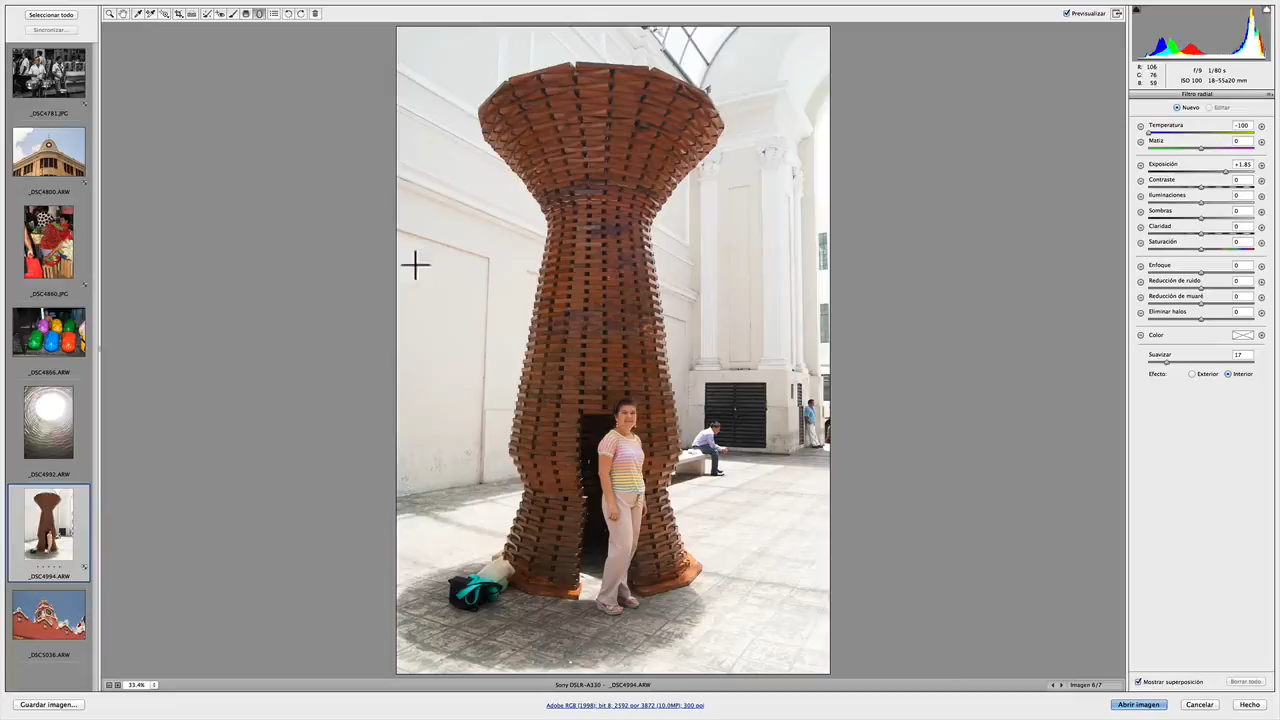 Seleccionar todo
Sincronizar...
_DSC4781.JPG
_DSC4800.ARW
_DSC4860.JPG
_DSC4866.ARW
_DSC4992.ARW
_DSC4994.ARW
_DSC5036.ARW
Guardar imagen...
Previsualizar
33.4%
Sony DSLR-A330 - _DSC4994.ARW
Imagen 6/7
Adobe RGB (1998); bit 8; 2592 por 3872 (10.0MP); 300 ppi
R: 106
G: 76
B: 59
f/9 1/80 s
ISO 100 18-55a20 mm
Filtro radial
Nuevo Editar
Temperatura -100
Matiz 0
Exposición +1.85
Contraste 0
Iluminaciones 0
Sombras 0
Claridad 0
Saturación 0
Enfoque 0
Reducción de ruido 0
Reducción de muaré 0
Eliminar halos 0
Color
Suavizar 17
Efecto: Exterior Interior
Mostrar superposición Borrar todo
Abrir imagen Cancelar Hecho